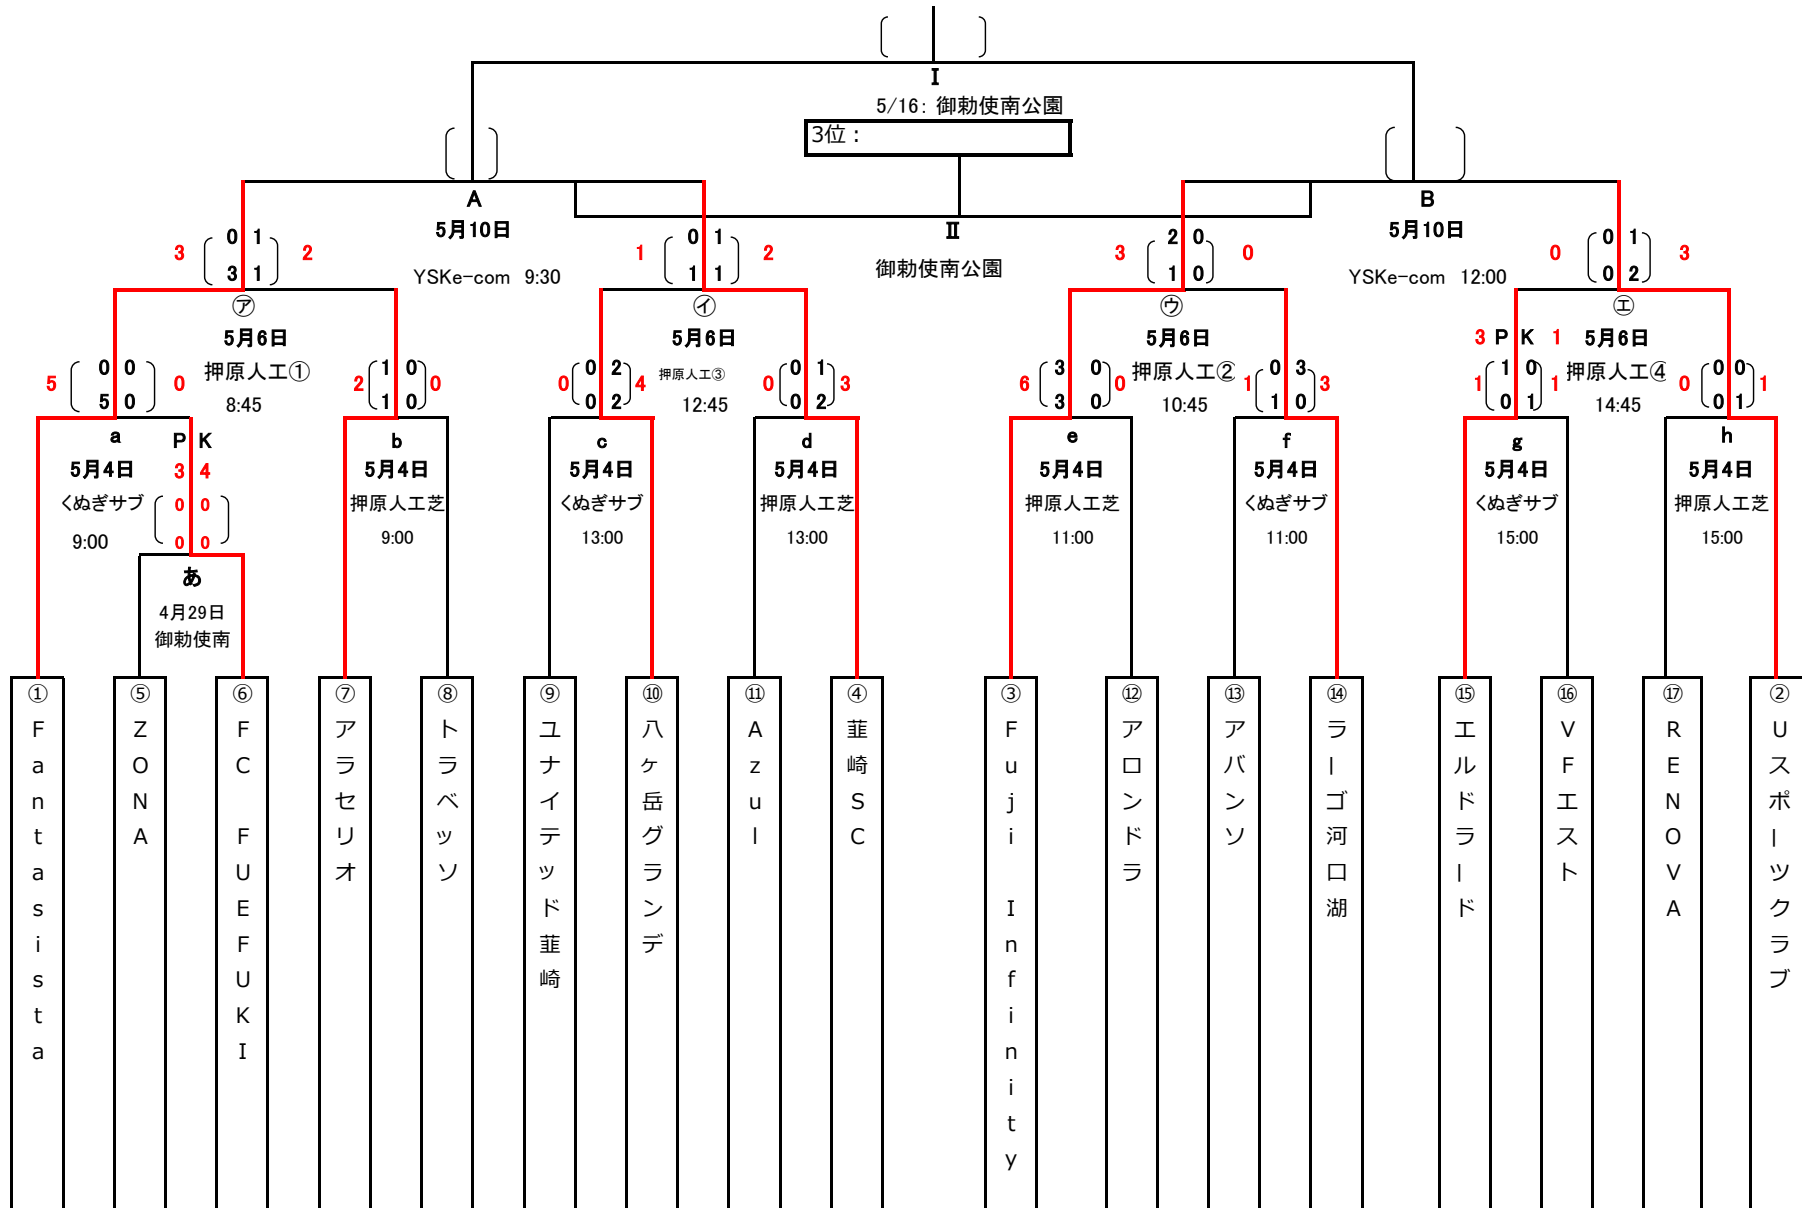 I
5/16: 御勅使南公園
3位：
A
5月10日
YSKe-com 9:30
II
御勅使南公園
B
5月10日
YSKe-com 12:00
3 0 1 2
3 1
1 0 1 2
1 1
3 2 0 0
1 0
0 0 1 3
0 2
㋐
5月6日
押原人工①
8:45
㋑
5月6日
押原人工③
12:45
㋒
5月6日
押原人工②
10:45
㋓
5月6日
押原人工④
14:45
5 0 0 0
5 0
2 1 0 0
1 0
0 0 2 4
0 2
0 0 1 3
0 2
6 3 0 0
3 0
1 0 3 3
1 0
3 P K 1
1 1 0 1
0 1
0 0 0 1
0 1
a
5月4日
くぬぎサブ
9:00
P K
3 4
0 0
0 0
あ
4月29日
御勅使南
b
5月4日
押原人工芝
9:00
c
5月4日
くぬぎサブ
13:00
d
5月4日
押原人工芝
13:00
e
5月4日
押原人工芝
11:00
f
5月4日
くぬぎサブ
11:00
g
5月4日
くぬぎサブ
15:00
h
5月4日
押原人工芝
15:00
①Fantasista
⑤ZONA
⑥FC FUEFUKI
⑦アラセリオ
⑧トラベッソ
⑨ユナイテッド韮崎
⑩八ヶ岳グランデ
⑪Azul
④韮崎SC
③Fuji Infinity
⑫アロンドラ
⑬アバンソ
⑭ラーゴ河口湖
⑮エルドラード
⑯VFエスト
⑰RENOVA
②Uスポーツクラブ